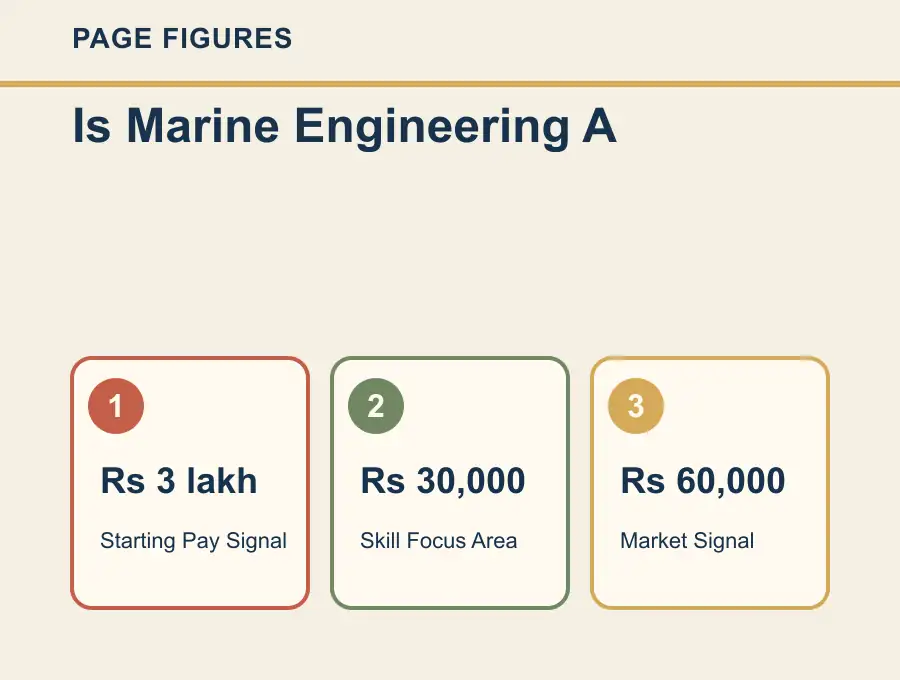 PAGE FIGURES
Is Marine Engineering A
1
Rs 3 lakh
Starting Pay Signal
2
Rs 30,000
Skill Focus Area
3
Rs 60,000
Market Signal